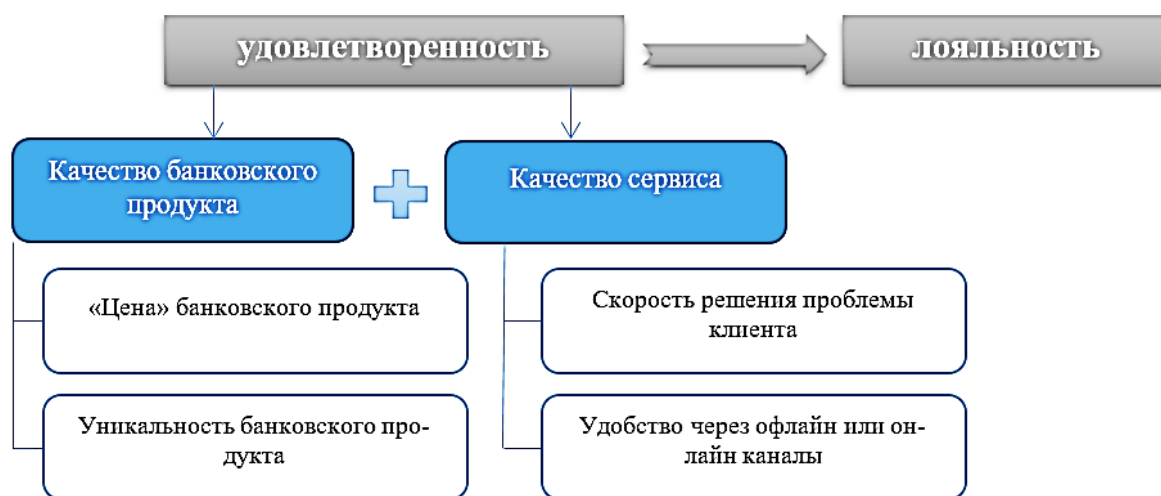 удовлетворенность
лояльность
Качество банковского
продукта
Качество сервиса
«Цена» банковского продукта
Уникальность банковского про-
дукта
Скорость решения проблемы
клиента
Удобство через офлайн или он-
лайн каналы